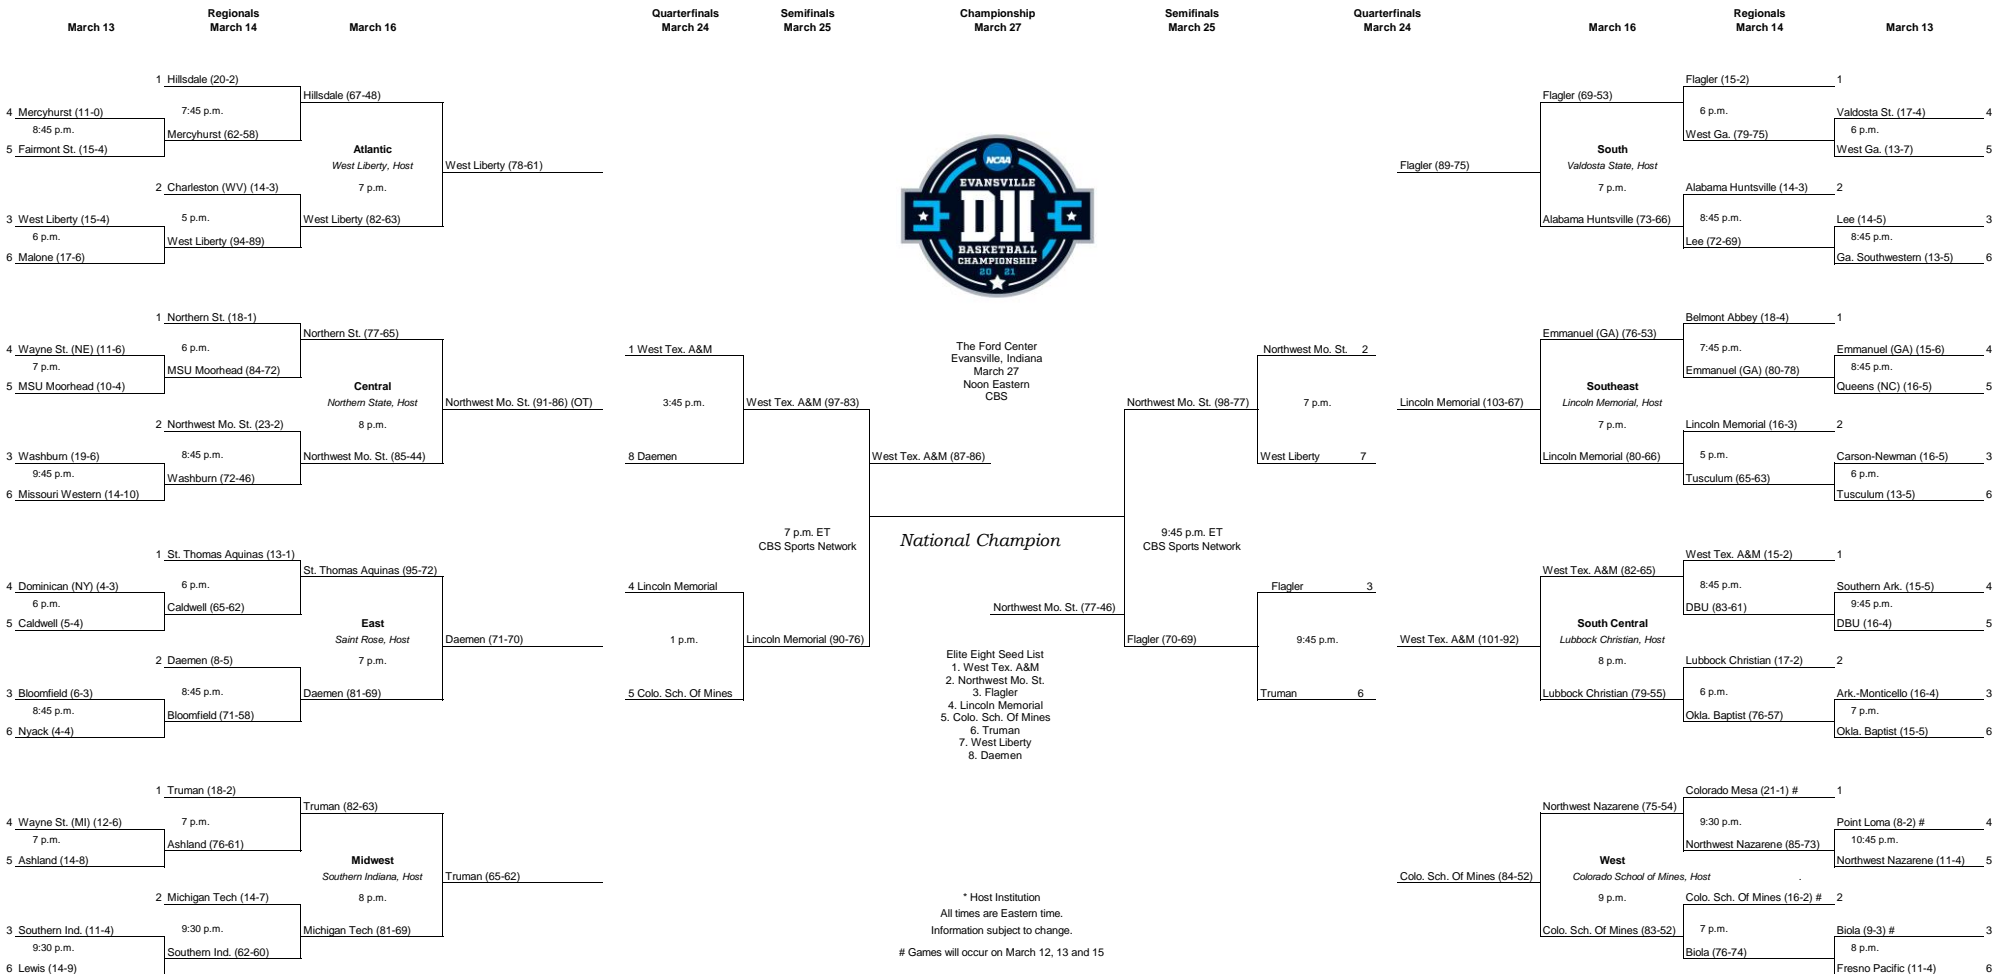 Regionals
March 13 March 14 March 16
Quarterfinals Semifinals Championship Semifinals Quarterfinals
March 24 March 25 March 27 March 25 March 24
Regionals
March 16 March 14 March 13
1 Hillsdale (20-2)
Hillsdale (67-48)
4 Mercyhurst (11-0)
7:45 p.m.
8:45 p.m.
Mercyhurst (62-58)
5 Fairmont St. (15-4)
Atlantic
West Liberty, Host
West Liberty (78-61)
2 Charleston (WV) (14-3)
7 p.m.
3 West Liberty (15-4)
5 p.m.
West Liberty (82-63)
6 p.m.
West Liberty (94-89)
6 Malone (17-6)
1 Northern St. (18-1)
Northern St. (77-65)
4 Wayne St. (NE) (11-6)
6 p.m.
7 p.m.
MSU Moorhead (84-72)
5 MSU Moorhead (10-4)
Central
Northern State, Host
Northwest Mo. St. (91-86) (OT)
2 Northwest Mo. St. (23-2)
8 p.m.
3 Washburn (19-6)
8:45 p.m.
Northwest Mo. St. (85-44)
9:45 p.m.
Washburn (72-46)
6 Missouri Western (14-10)
1 St. Thomas Aquinas (13-1)
St. Thomas Aquinas (95-72)
4 Dominican (NY) (4-3)
6 p.m.
6 p.m.
Caldwell (65-62)
5 Caldwell (5-4)
East
Saint Rose, Host
Daemen (71-70)
2 Daemen (8-5)
7 p.m.
3 Bloomfield (6-3)
8:45 p.m.
Daemen (81-69)
8:45 p.m.
Bloomfield (71-58)
6 Nyack (4-4)
1 Truman (18-2)
Truman (82-63)
4 Wayne St. (MI) (12-6)
7 p.m.
7 p.m.
Ashland (76-61)
5 Ashland (14-8)
Midwest
Southern Indiana, Host
Truman (65-62)
2 Michigan Tech (14-7)
8 p.m.
3 Southern Ind. (11-4)
9:30 p.m.
Michigan Tech (81-69)
9:30 p.m.
Southern Ind. (62-60)
6 Lewis (14-9)
1 West Tex. A&M
3:45 p.m.
West Tex. A&M (97-83)
8 Daemen
West Tex. A&M (87-86)
7 p.m. ET
CBS Sports Network
4 Lincoln Memorial
1 p.m.
Lincoln Memorial (90-76)
5 Colo. Sch. Of Mines
NCAA
EVANSVILLE
DII
BASKETBALL
CHAMPIONSHIP
20 21
The Ford Center
Evansville, Indiana
March 27
Noon Eastern
CBS
National Champion
Northwest Mo. St. (77-46)
Elite Eight Seed List
1. West Tex. A&M
2. Northwest Mo. St.
3. Flagler
4. Lincoln Memorial
5. Colo. Sch. Of Mines
6. Truman
7. West Liberty
8. Daemen
* Host Institution
All times are Eastern time.
Information subject to change.
# Games will occur on March 12, 13 and 15
Northwest Mo. St. 2
Northwest Mo. St. (98-77)
7 p.m.
West Liberty 7
9:45 p.m. ET
CBS Sports Network
Flagler 3
Flagler (70-69)
9:45 p.m.
Truman 6
Flagler (15-2) 1
Flagler (69-53)
6 p.m.
Valdosta St. (17-4) 4
West Ga. (79-75)
6 p.m.
South
West Ga. (13-7) 5
Flagler (89-75)
Valdosta State, Host
7 p.m.
Alabama Huntsville (14-3) 2
Alabama Huntsville (73-66)
8:45 p.m.
Lee (14-5) 3
Lee (72-69)
8:45 p.m.
Ga. Southwestern (13-5) 6
Belmont Abbey (18-4) 1
Emmanuel (GA) (76-53)
7:45 p.m.
Emmanuel (GA) (15-6) 4
Emmanuel (GA) (80-78)
8:45 p.m.
Southeast
Queens (NC) (16-5) 5
Lincoln Memorial (103-67)
Lincoln Memorial, Host
7 p.m.
Lincoln Memorial (16-3) 2
Lincoln Memorial (80-66)
5 p.m.
Carson-Newman (16-5) 3
Tusculum (65-63)
6 p.m.
Tusculum (13-5) 6
West Tex. A&M (15-2) 1
West Tex. A&M (82-65)
8:45 p.m.
Southern Ark. (15-5) 4
DBU (83-61)
9:45 p.m.
South Central
DBU (16-4) 5
West Tex. A&M (101-92)
Lubbock Christian, Host
8 p.m.
Lubbock Christian (17-2) 2
Lubbock Christian (79-55)
6 p.m.
Ark.-Monticello (16-4) 3
Okla. Baptist (76-57)
7 p.m.
Okla. Baptist (15-5) 6
Colorado Mesa (21-1) # 1
Northwest Nazarene (75-54)
9:30 p.m.
Point Loma (8-2) # 4
Northwest Nazarene (85-73)
10:45 p.m.
West
Northwest Nazarene (11-4) 5
Colo. Sch. Of Mines (84-52)
Colorado School of Mines, Host .
9 p.m.
Colo. Sch. Of Mines (16-2) # 2
Colo. Sch. Of Mines (83-52)
7 p.m.
Biola (9-3) # 3
Biola (76-74)
8 p.m.
Fresno Pacific (11-4) 6